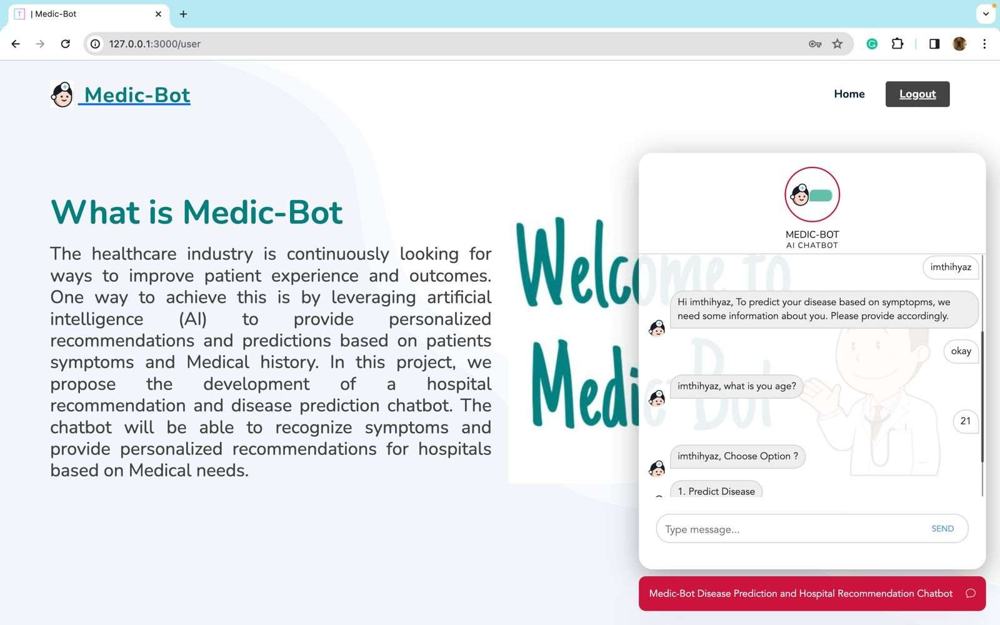 T | Medic-Bot
127.0.0.1:3000/user
Medic-Bot
Home
Logout
What is Medic-Bot
The healthcare industry is continuously looking for
ways to improve patient experience and outcomes.
One way to achieve this is by leveraging artificial
intelligence (AI) to provide personalized
recommendations and predictions based on patients
symptoms and Medical history. In this project, we
propose the development of a hospital
recommendation and disease prediction chatbot. The
chatbot will be able to recognize symptoms and
provide personalized recommendations for hospitals
based on Medical needs.
Welcome to
Medic-Bot
MEDIC-BOT
AI CHATBOT
imthihyaz
Hi imthihyaz, To predict your disease based on symptopms, we
need some information about you. Please provide accordingly.
okay
imthihyaz, what is you age?
21
imthihyaz, Choose Option ?
1. Predict Disease
Type message...
SEND
Medic-Bot Disease Prediction and Hospital Recommendation Chatbot